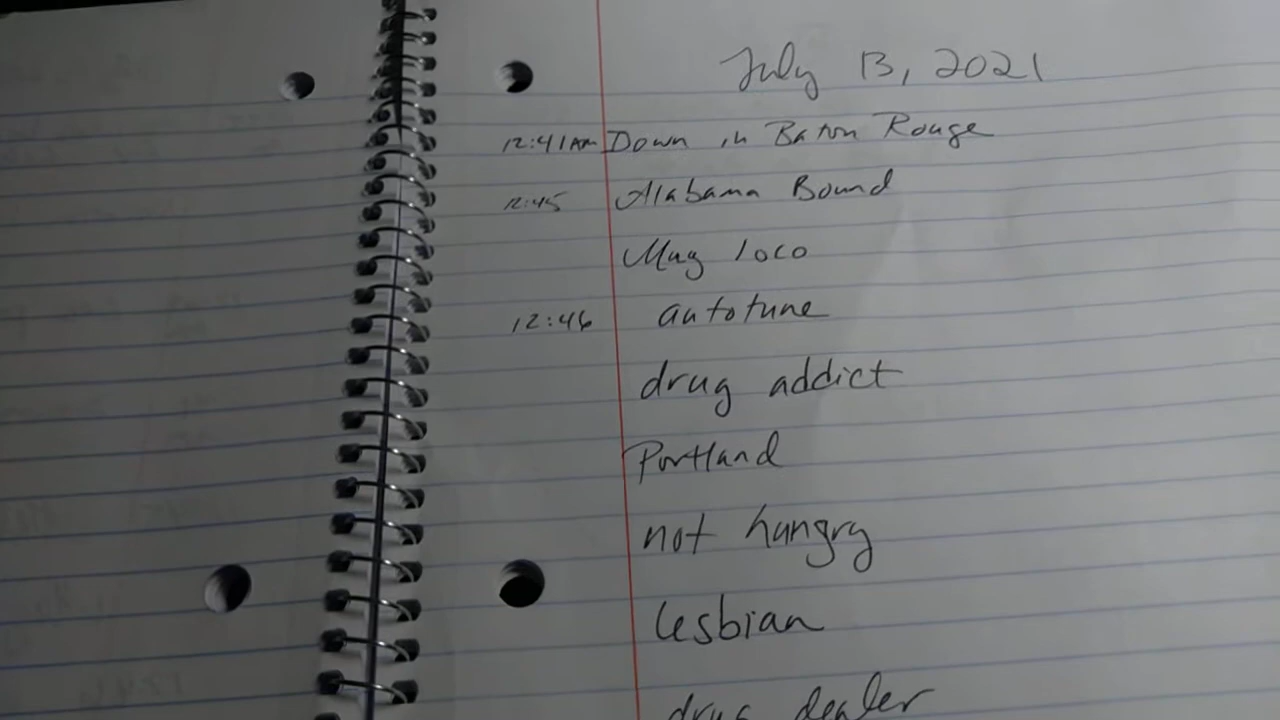 July 13, 2021
12:41AM Down in Baton Rouge
12:45 Alabama Bound
Muy loco
12:46 autotune
drug addict
Portland
not hungry
lesbian
drug dealer